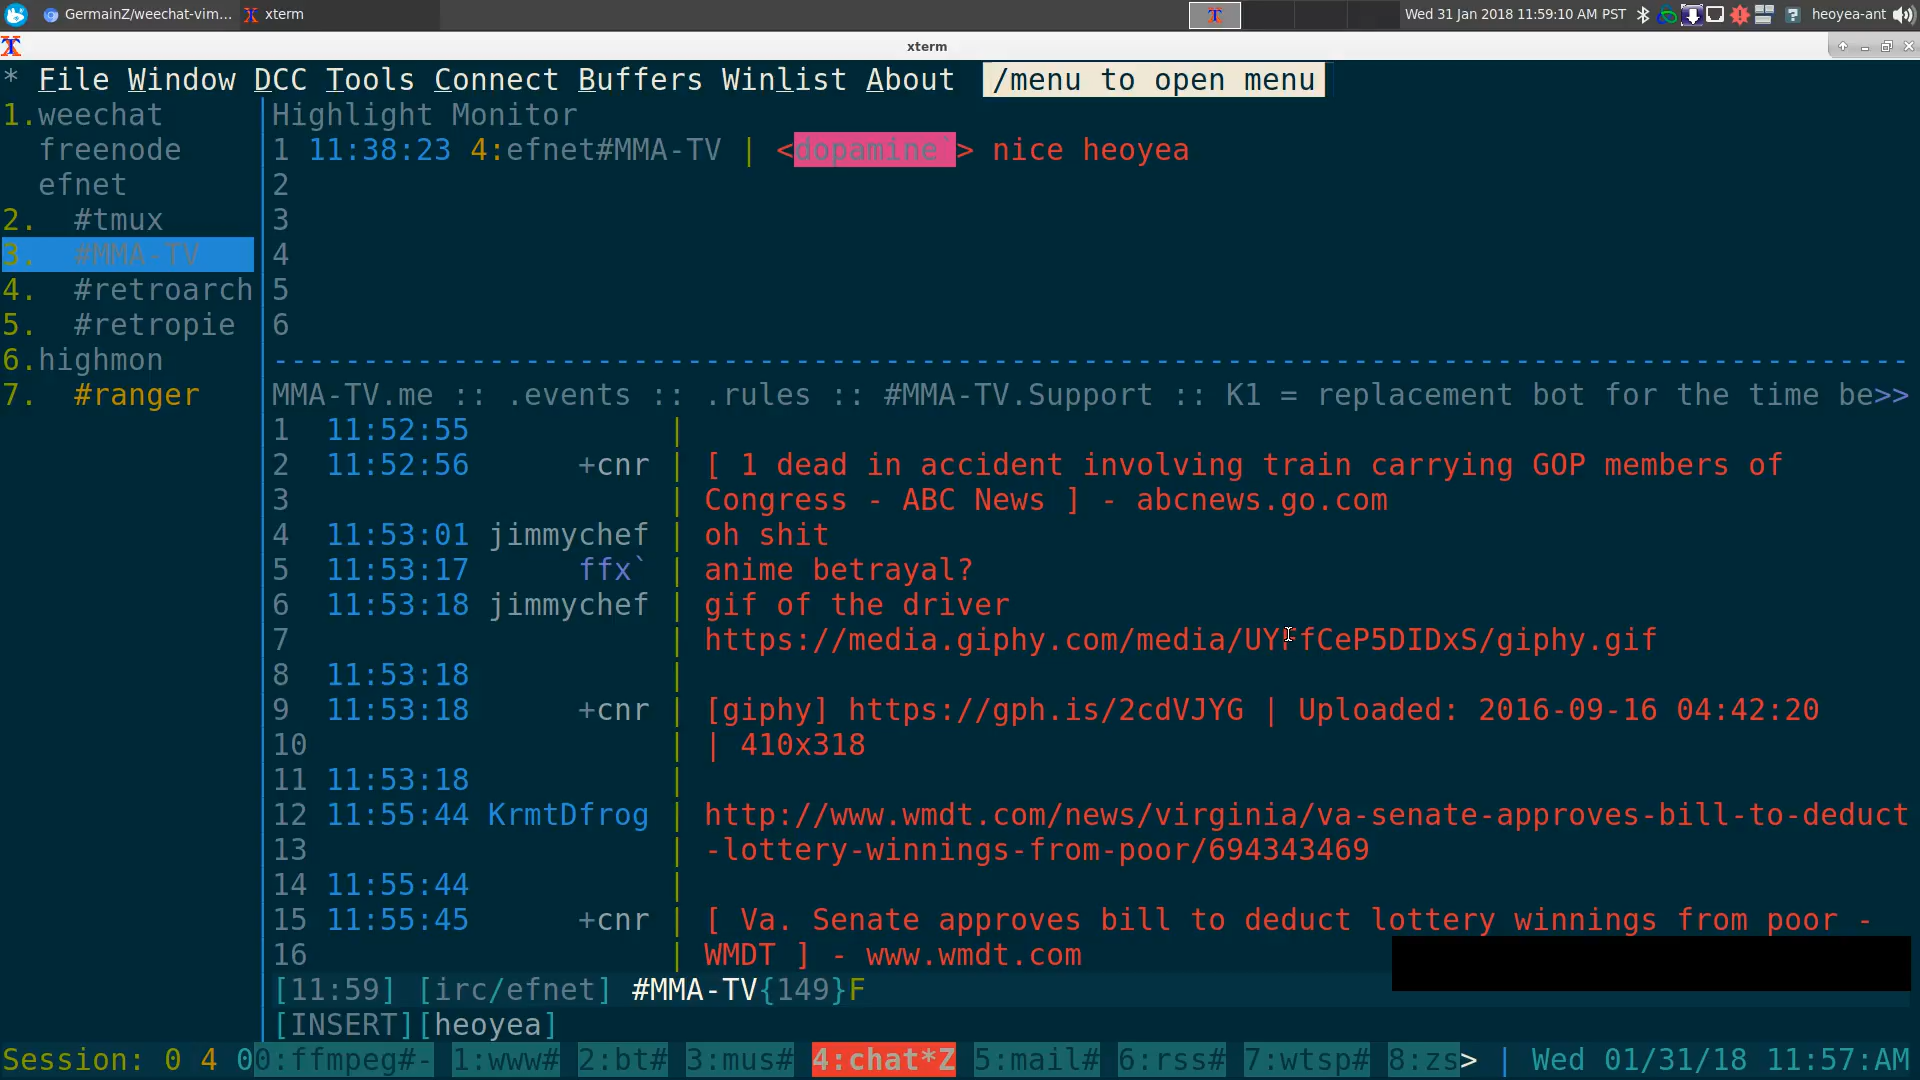 GermainZ/weechat-vim...
xterm
Wed 31 Jan 2018 11:59:10 AM PST
heoyea-ant
xterm
* File Window DCC Tools Connect Buffers Winlist About /menu to open menu
1.weechat
freenode
efnet
2. #tmux
3. #MMA-TV
4. #retroarch
5. #retropie
6.highmon
7. #ranger
Highlight Monitor
1 11:38:23 4:efnet#MMA-TV | <dopamine`> nice heoyea
2
3
4
5
6
--------------------------------------------------------------------------------------------
MMA-TV.me :: .events :: .rules :: #MMA-TV.Support :: K1 = replacement bot for the time be>>
1 11:52:55 |
2 11:52:56 +cnr | [ 1 dead in accident involving train carrying GOP members of
3 | Congress - ABC News ] - abcnews.go.com
4 11:53:01 jimmychef | oh shit
5 11:53:17 ffx` | anime betrayal?
6 11:53:18 jimmychef | gif of the driver
7 | https://media.giphy.com/media/UYFfCeP5DIDxS/giphy.gif
8 11:53:18 |
9 11:53:18 +cnr | [giphy] https://gph.is/2cdVJYG | Uploaded: 2016-09-16 04:42:20
10 | | 410x318
11 11:53:18 |
12 11:55:44 KrmtDfrog | http://www.wmdt.com/news/virginia/va-senate-approves-bill-to-deduct
13 | -lottery-winnings-from-poor/694343469
14 11:55:44 |
15 11:55:45 +cnr | [ Va. Senate approves bill to deduct lottery winnings from poor -
16 | WMDT ] - www.wmdt.com
[11:59] [irc/efnet] #MMA-TV{149}F
[INSERT][heoyea]
Session: 0 4 00:ffmpeg#- 1:www# 2:bt# 3:mus# 4:chat*Z 5:mail# 6:rss# 7:wtsp# 8:zs> | Wed 01/31/18 11:57:AM